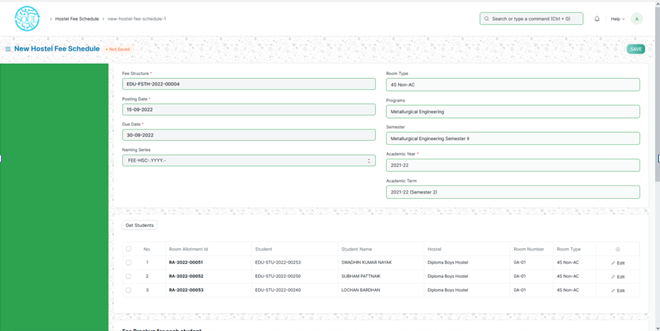 Hostel Fee Schedule
new-hostel-fee-schedule-1
Search or type a command (Ctrl + G)
Help
A
New Hostel Fee Schedule
Not Saved
SAVE
Fee Structure *
EDU-FSTH-2022-00004
Posting Date *
15-09-2022
Due Date *
30-09-2022
Naming Series
FEE-HSC-.YYYY.-
Room Type
4S Non-AC
Programs
Metallurgical Engineering
Semester
Metallurgical Engineering Semester II
Academic Year *
2021-22
Academic Term
2021-22 (Semester 2)
Get Students
No. Room Allotment Id Student Student Name Hostel Room Number Room Type
1 RA-2022-00051 EDU-STU-2022-00253 SWADHIN KUMAR NAYAK Diploma Boys Hostel GA-01 4S Non-AC Edit
2 RA-2022-00052 EDU-STU-2022-00250 SUBHAM PATTNAIK Diploma Boys Hostel GA-01 4S Non-AC Edit
3 RA-2022-00053 EDU-STU-2022-00240 LOCHAN BARDHAN Diploma Boys Hostel GA-01 4S Non-AC Edit